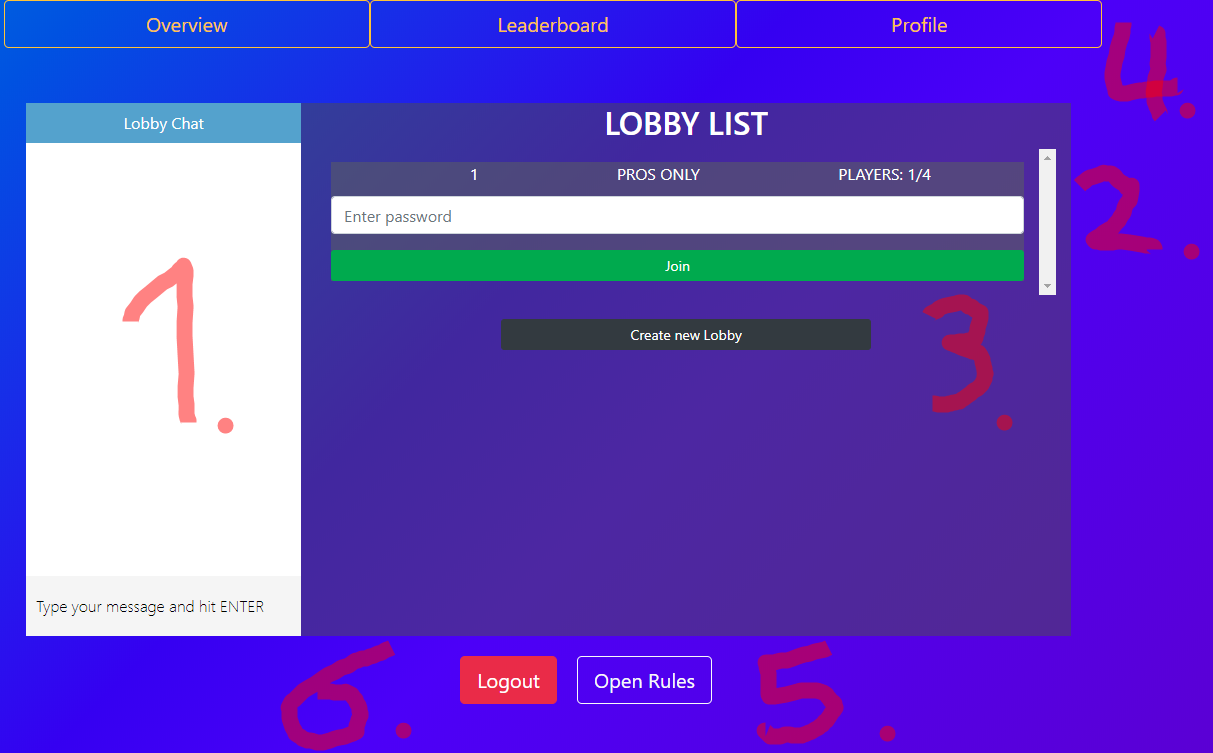 Overview Leaderboard Profile
4.
Lobby Chat
LOBBY LIST
1 PROS ONLY PLAYERS: 1/4
2.
Enter password
Join
1.
3.
Create new Lobby
Type your message and hit ENTER
6.
Logout
Open Rules
5.